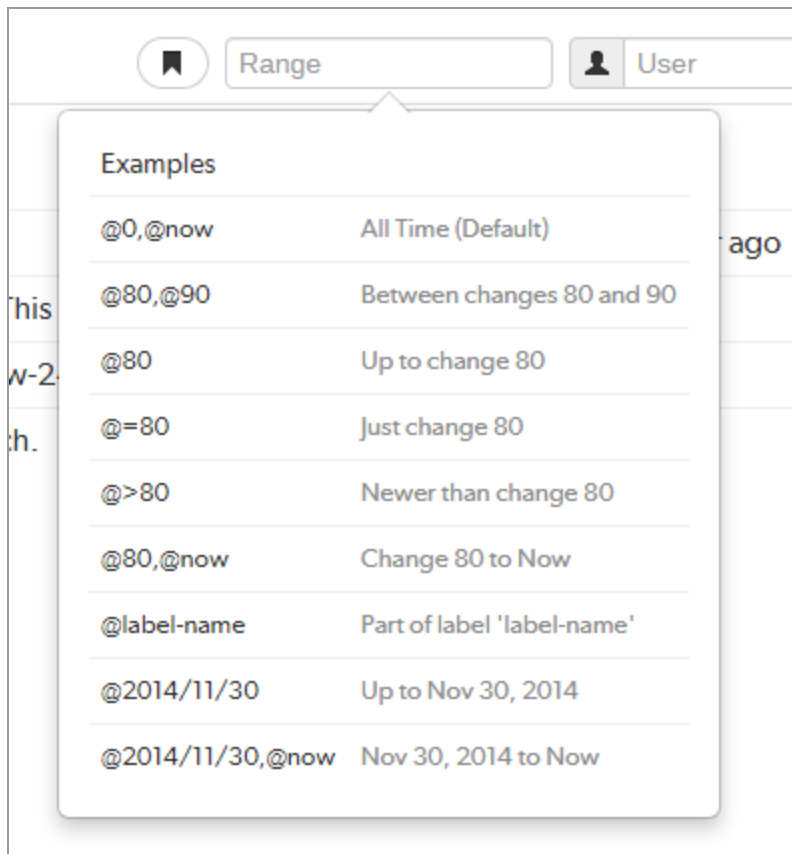 Range User
Examples
@0,@now All Time (Default)
ago
@80,@90 Between changes 80 and 90
This
@80 Up to change 80
w-2
@=80 Just change 80
ch.
@>80 Newer than change 80
@80,@now Change 80 to Now
@label-name Part of label 'label-name'
@2014/11/30 Up to Nov 30, 2014
@2014/11/30,@now Nov 30, 2014 to Now